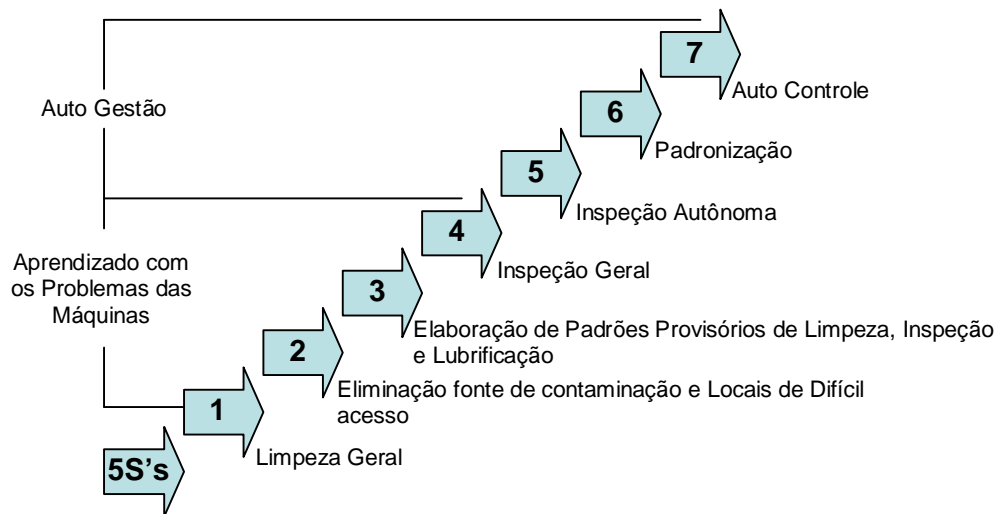 7
Auto Controle
Auto Gestão
6
Padronização
5
Inspeção Autônoma
4
Inspeção Geral
Aprendizado com
os Problemas das
Máquinas
3
Elaboração de Padrões Provisórios de Limpeza, Inspeção
e Lubrificação
2
Eliminação fonte de contaminação e Locais de Difícil
acesso
1
Limpeza Geral
5S's